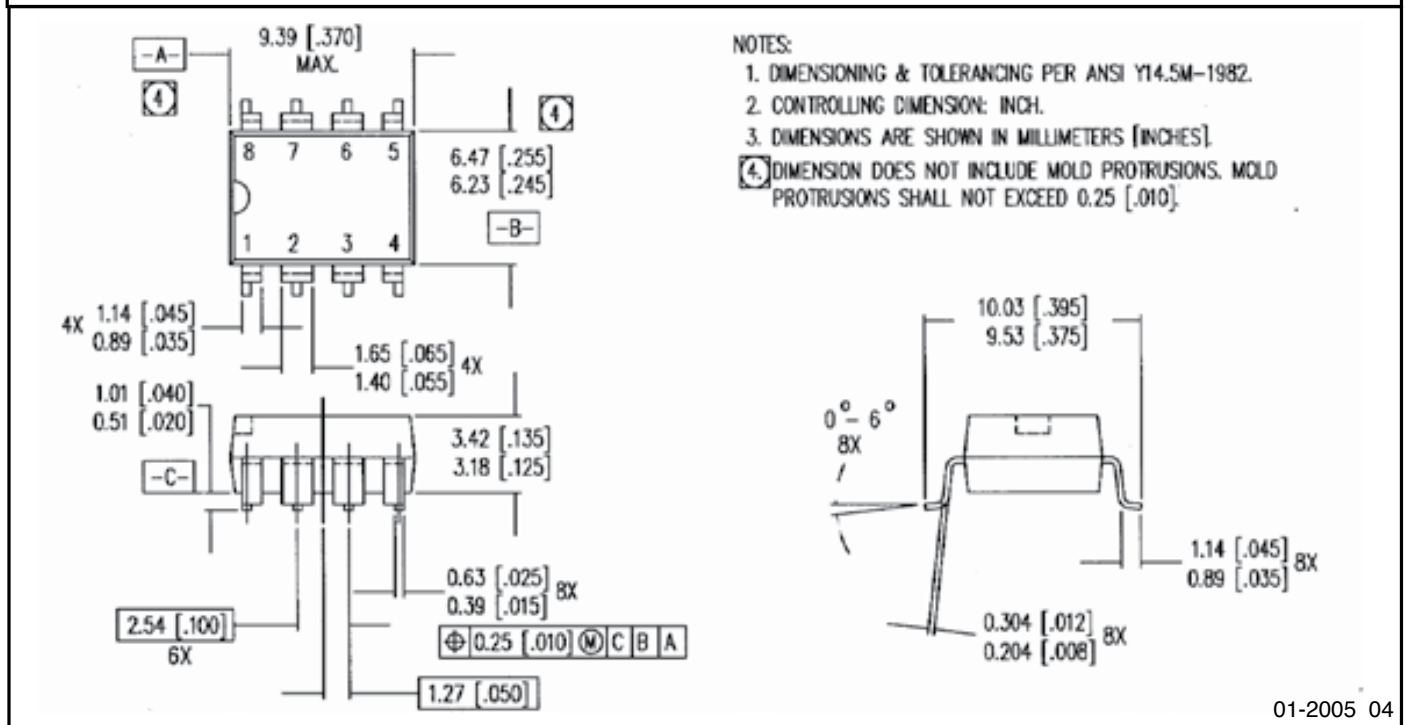 9.39 [.370]
MAX.
-A-
4
4
8 7 6 5
1 2 3 4
6.47 [.255]
6.23 [.245]
-B-
4X 1.14 [.045]
0.89 [.035]
1.65 [.065] 4X
1.40 [.055]
1.01 [.040]
0.51 [.020]
3.42 [.135]
3.18 [.125]
-C-
0.63 [.025] 8X
0.39 [.015]
2.54 [.100]
6X
⌖ 0.25 [.010] Ⓜ C B A
1.27 [.050]
NOTES:
1. DIMENSIONING & TOLERANCING PER ANSI Y14.5M-1982.
2. CONTROLLING DIMENSION: INCH.
3. DIMENSIONS ARE SHOWN IN MILLIMETERS [INCHES].
4. DIMENSION DOES NOT INCLUDE MOLD PROTRUSIONS. MOLD
PROTRUSIONS SHALL NOT EXCEED 0.25 [.010].
10.03 [.395]
9.53 [.375]
0° - 6°
8X
1.14 [.045] 8X
0.89 [.035]
0.304 [.012] 8X
0.204 [.008]
01-2005 04